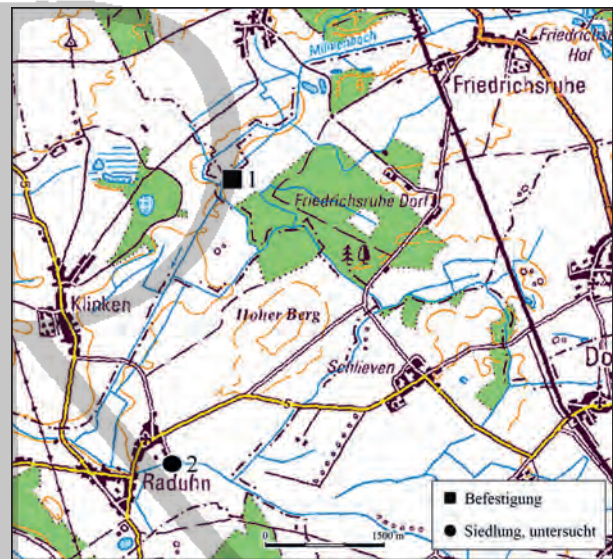 Mühlenbach
Friedrichsruhe
Hof
Friedrichsruhe
1
5
Friedrichsruhe Dorf
Klinken
Hoher Berg
Schlieven
5
2
Raduhn
0
1500 m
Befestigung
Siedlung, untersucht